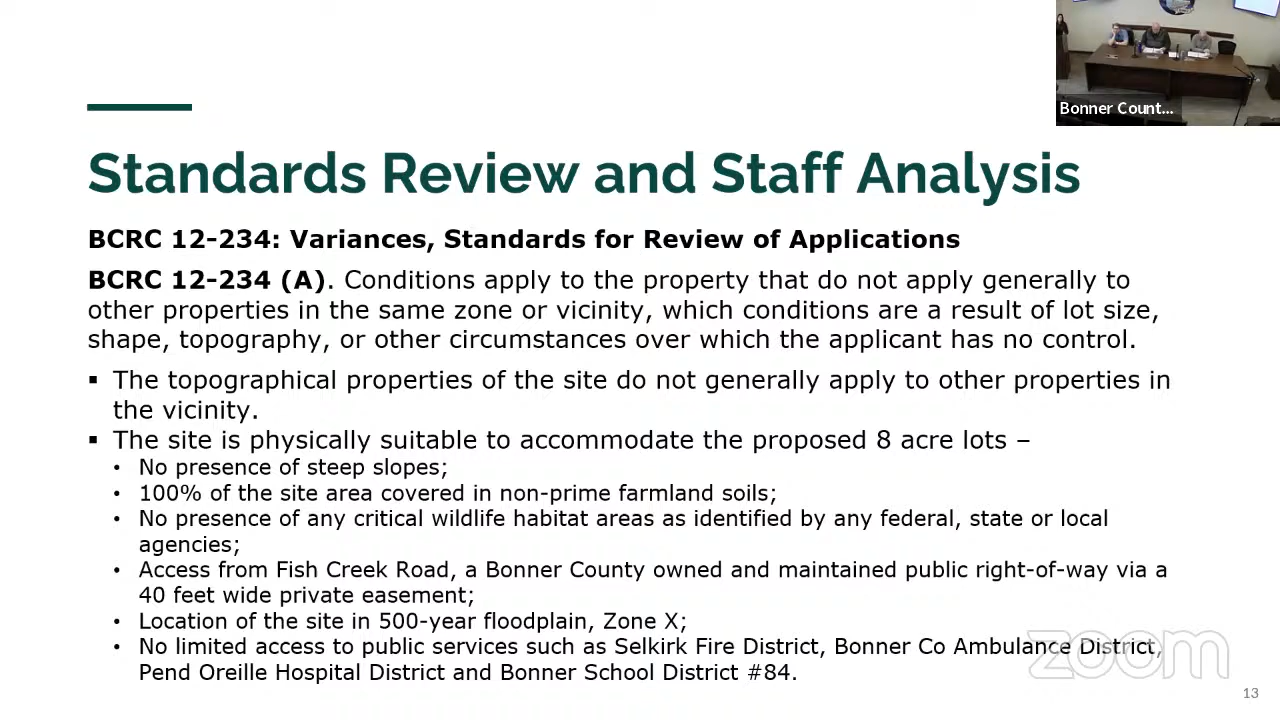 Bonner Count...
Standards Review and Staff Analysis
BCRC 12-234: Variances, Standards for Review of Applications
BCRC 12-234 (A). Conditions apply to the property that do not apply generally to
other properties in the same zone or vicinity, which conditions are a result of lot size,
shape, topography, or other circumstances over which the applicant has no control.
▪ The topographical properties of the site do not generally apply to other properties in
the vicinity.
▪ The site is physically suitable to accommodate the proposed 8 acre lots –
• No presence of steep slopes;
• 100% of the site area covered in non-prime farmland soils;
• No presence of any critical wildlife habitat areas as identified by any federal, state or local
agencies;
• Access from Fish Creek Road, a Bonner County owned and maintained public right-of-way via a
40 feet wide private easement;
• Location of the site in 500-year floodplain, Zone X;
• No limited access to public services such as Selkirk Fire District, Bonner Co Ambulance District,
Pend Oreille Hospital District and Bonner School District #84.
zoom
13